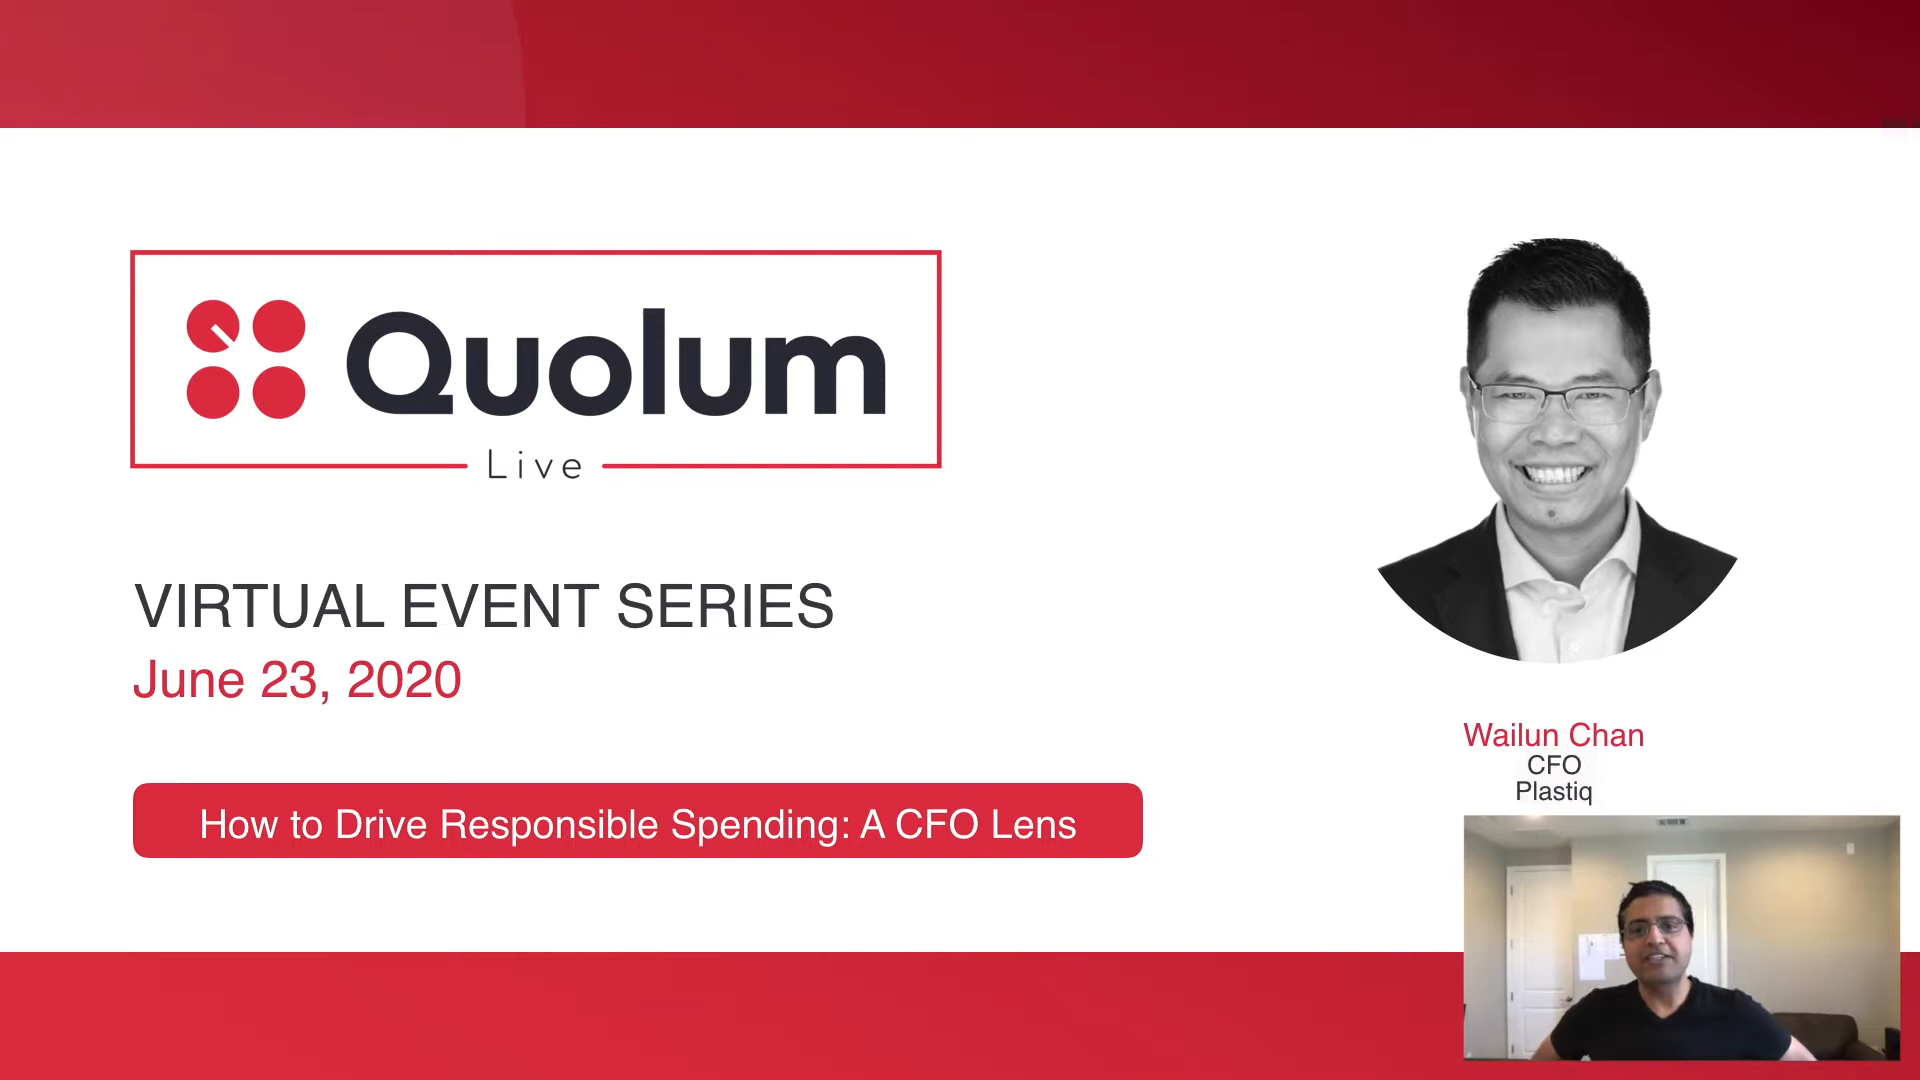 Quolum
Live
VIRTUAL EVENT SERIES
June 23, 2020
How to Drive Responsible Spending: A CFO Lens
Wailun Chan
CFO
Plastiq